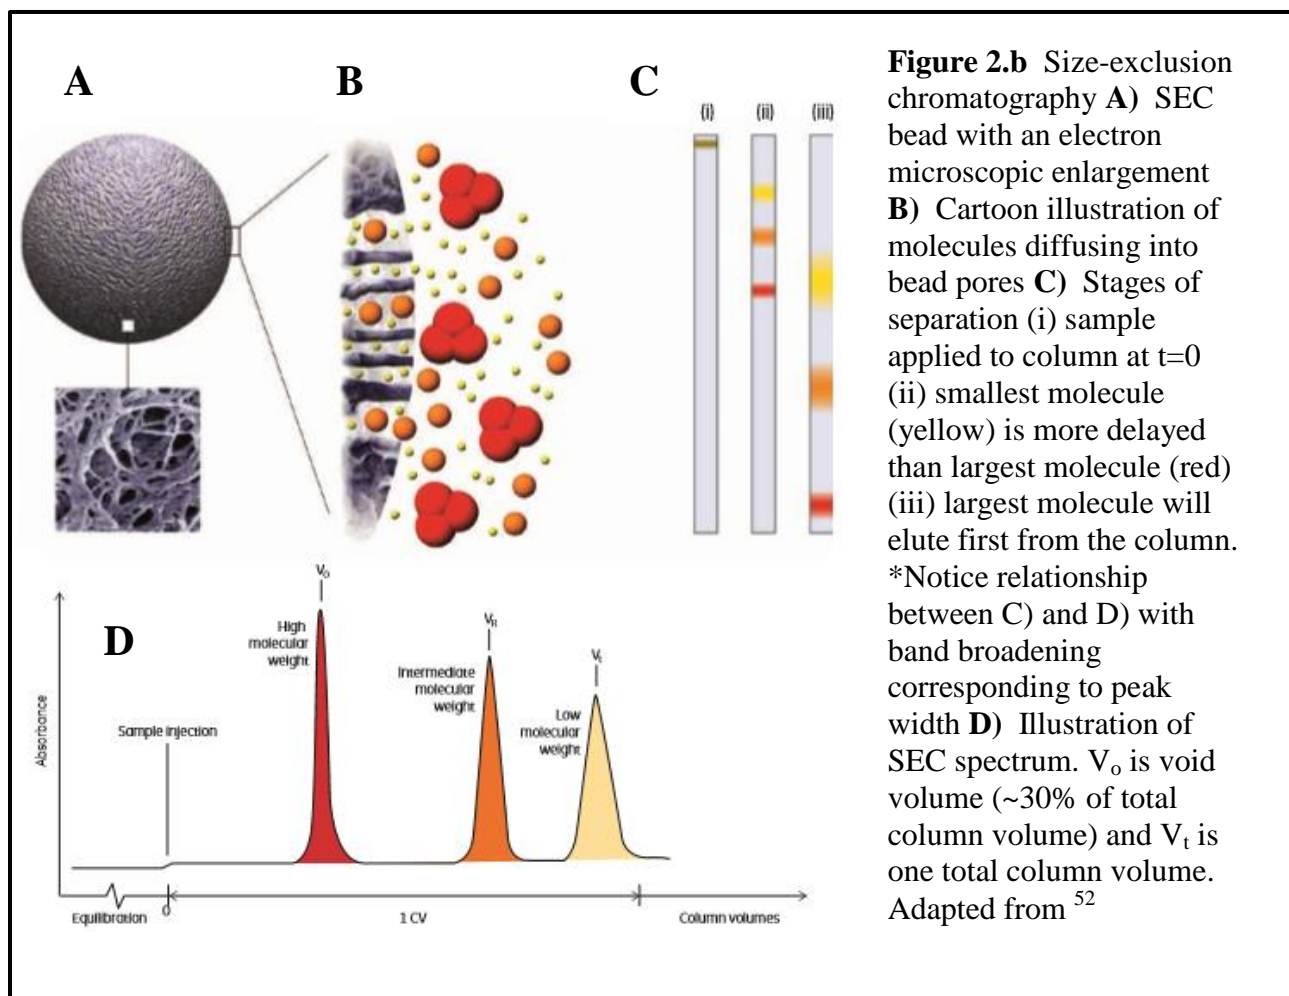 A
B
C
(i)
(ii)
(iii)
D
Absorbance
Sample injection
High
molecular
weight
V₀
Intermediate
molecular
weight
V_R
Low
molecular
weight
V_t
Equilibration
0
1 CV
Column volumes
Figure 2.b Size-exclusion
chromatography A) SEC
bead with an electron
microscopic enlargement
B) Cartoon illustration of
molecules diffusing into
bead pores C) Stages of
separation (i) sample
applied to column at t=0
(ii) smallest molecule
(yellow) is more delayed
than largest molecule (red)
(iii) largest molecule will
elute first from the column.
*Notice relationship
between C) and D) with
band broadening
corresponding to peak
width D) Illustration of
SEC spectrum. Vₒ is void
volume (~30% of total
column volume) and Vₜ is
one total column volume.
Adapted from ⁵²